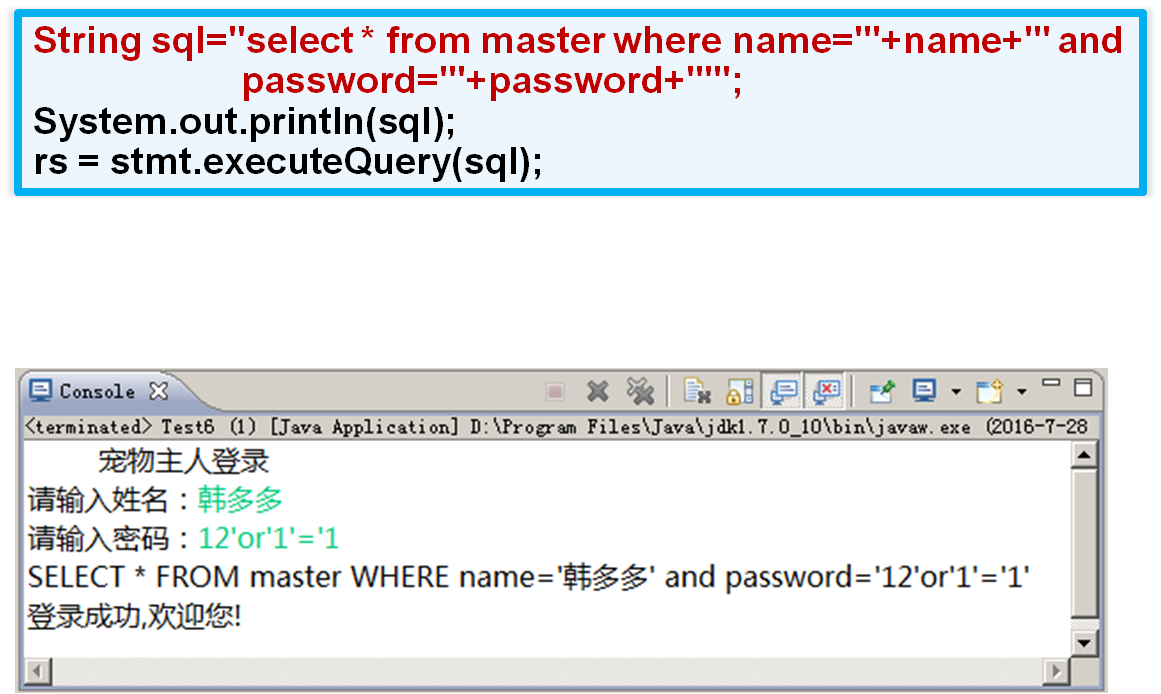 String sql="select * from master where name='"+name+"' and
password='"+password+"'";
System.out.println(sql);
rs = stmt.executeQuery(sql);
Console
<terminated> Test6 (1) [Java Application] D:\Program Files\Java\jdk1.7.0_10\bin\javaw.exe (2016-7-28
宠物主人登录
请输入姓名：韩多多
请输入密码：12'or'1'='1
SELECT * FROM master WHERE name='韩多多' and password='12'or'1'='1'
登录成功,欢迎您!